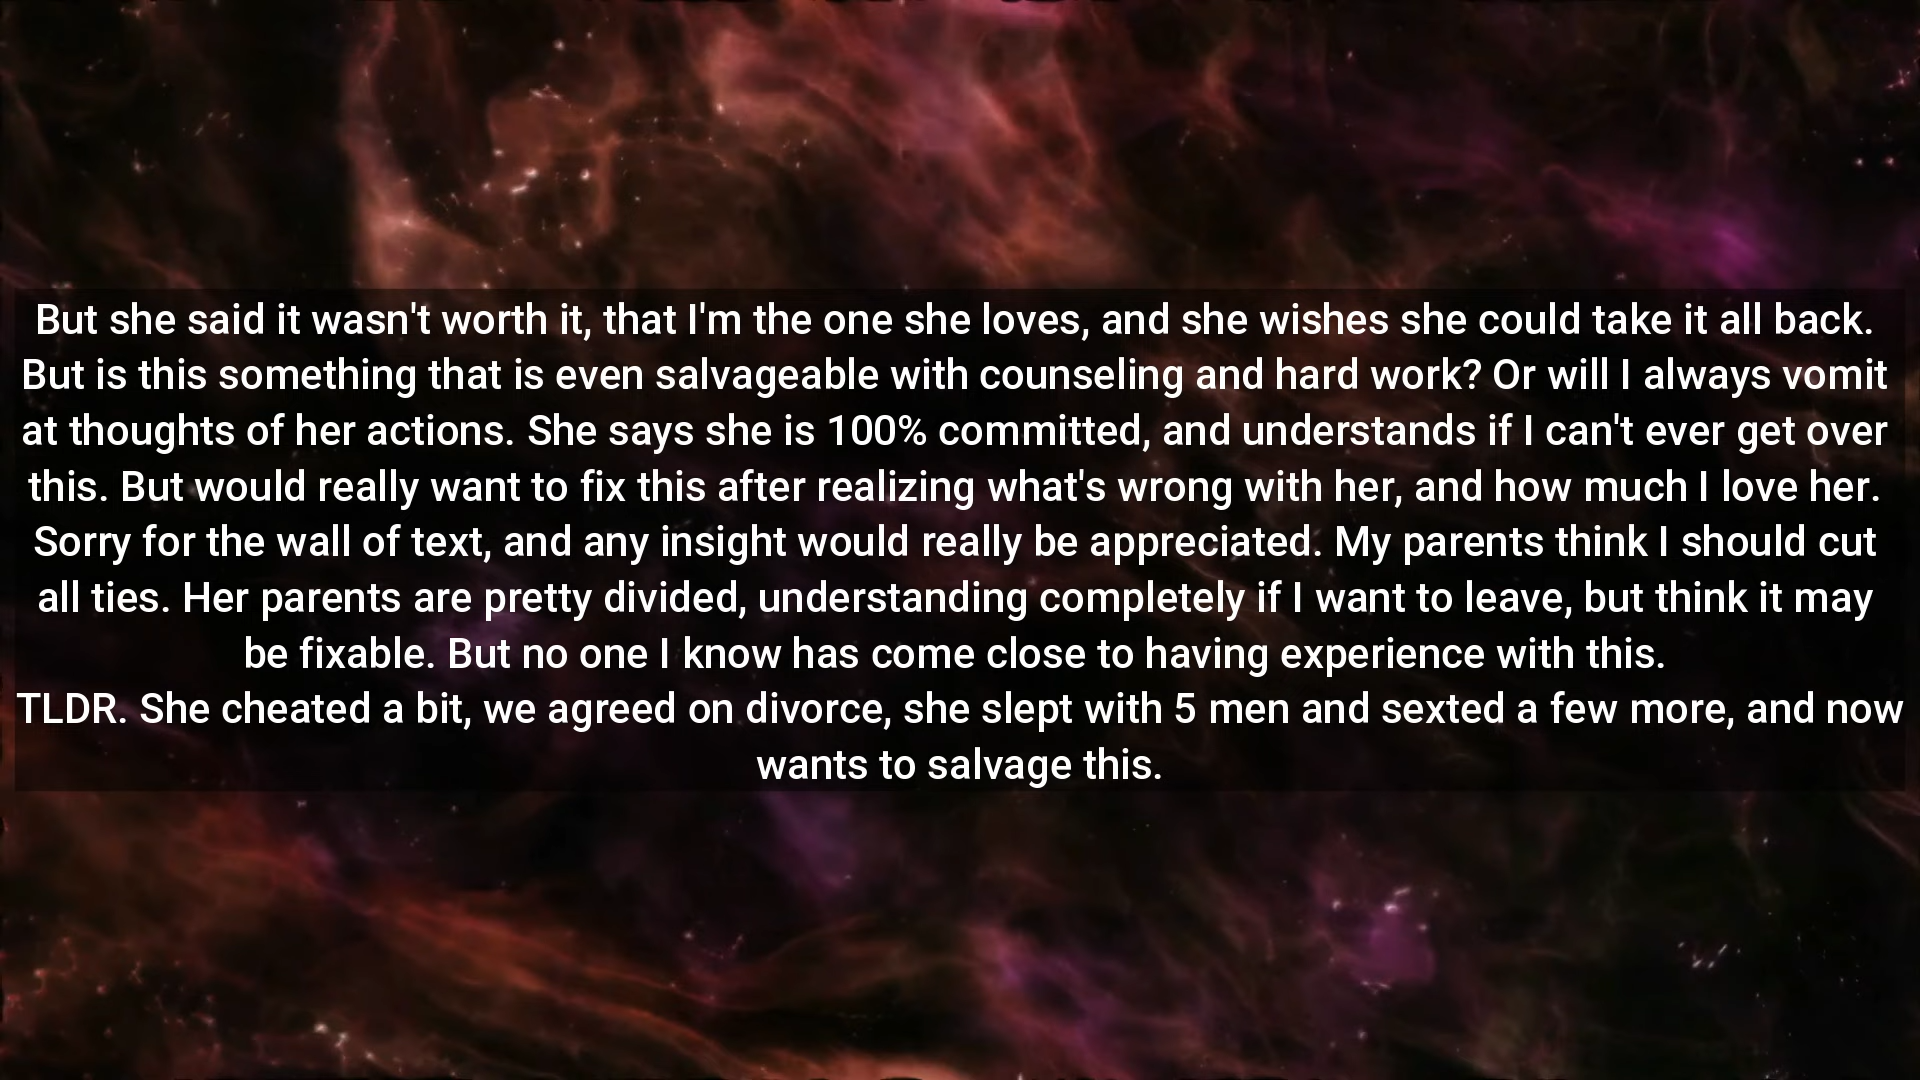 But she said it wasn't worth it, that I'm the one she loves, and she wishes she could take it all back.
But is this something that is even salvageable with counseling and hard work? Or will I always vomit
at thoughts of her actions. She says she is 100% committed, and understands if I can't ever get over
this. But would really want to fix this after realizing what's wrong with her, and how much I love her.
Sorry for the wall of text, and any insight would really be appreciated. My parents think I should cut
all ties. Her parents are pretty divided, understanding completely if I want to leave, but think it may
be fixable. But no one I know has come close to having experience with this.
TLDR. She cheated a bit, we agreed on divorce, she slept with 5 men and sexted a few more, and now
wants to salvage this.